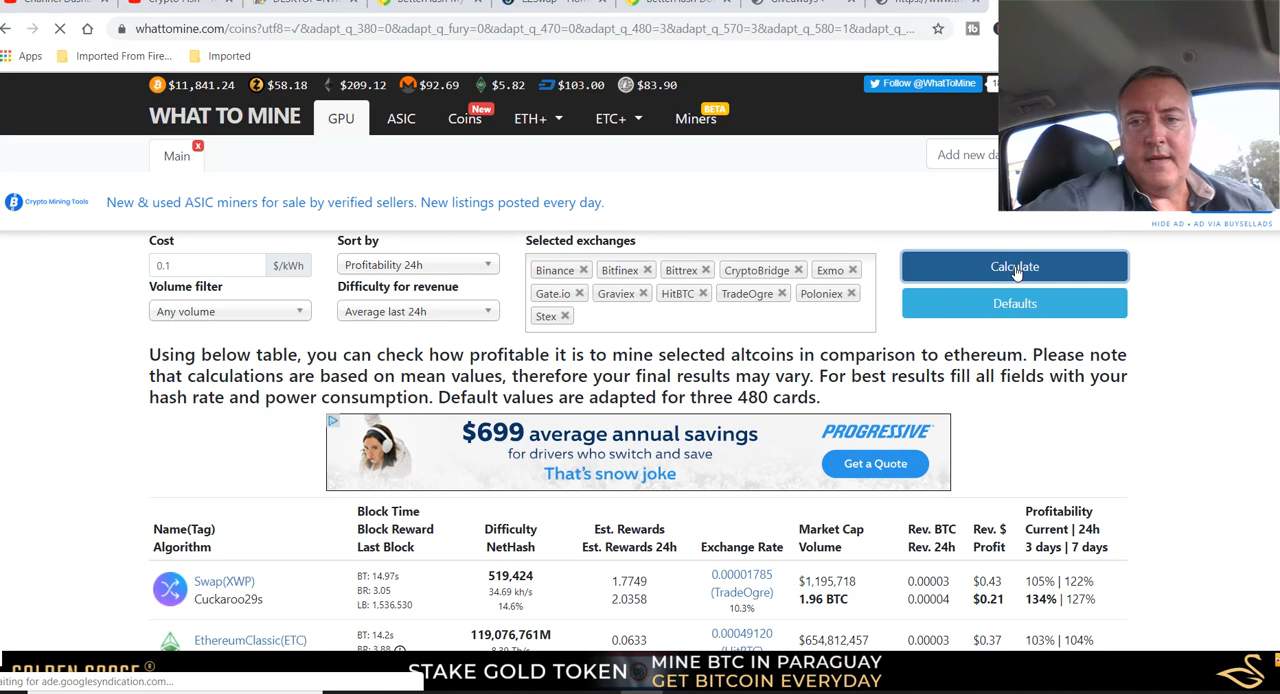 whattomine.com/coins?utf8=✓&adapt_q_380=0&adapt_q_fury=0&adapt_q_470=0&adapt_q_480=3&adapt_q_570=3&adapt_q_580=1&adapt_q_...
Apps Imported From Fire... Imported
$11,841.24 $58.18 $209.12 $92.69 $5.82 $103.00 $83.90 Follow @WhatToMine
WHAT TO MINE GPU ASIC Coins New ETH+ ETC+ Miners BETA
Main x Add new da
Crypto Mining Tools New & used ASIC miners for sale by verified sellers. New listings posted every day.
HIDE AD • AD VIA BUYSELLADS
Cost Sort by Selected exchanges
0.1 $/kWh Profitability 24h Binance Bitfinex Bittrex CryptoBridge Exmo Calculate
Volume filter Difficulty for revenue Gate.io Graviex HitBTC TradeOgre Poloniex Defaults
Any volume Average last 24h Stex
Using below table, you can check how profitable it is to mine selected altcoins in comparison to ethereum. Please note
that calculations are based on mean values, therefore your final results may vary. For best results fill all fields with your
hash rate and power consumption. Default values are adapted for three 480 cards.
$699 average annual savings
for drivers who switch and save
That's snow joke
PROGRESSIVE
Get a Quote
Name(Tag)
Algorithm
Block Time
Block Reward
Last Block
Difficulty
NetHash
Est. Rewards
Est. Rewards 24h
Exchange Rate
Market Cap
Volume
Rev. BTC
Rev. 24h
Rev. $
Profit
Profitability
Current | 24h
3 days | 7 days
Swap(XWP)
Cuckaroo29s
BT: 14.97s
BR: 3.05
LB: 1,536,530
519,424
34.69 kh/s
14.6%
1.7749
2.0358
0.00001785
(TradeOgre)
10.3%
$1,195,718
1.96 BTC
0.00003
0.00004
$0.43
$0.21
105% | 122%
134% | 127%
EthereumClassic(ETC)
BT: 14.2s
BR: 3.88
119,076,761M
0.0633
0.00049120
$654,812,457
0.00003
$0.37
103% | 104%
STAKE GOLD TOKEN
MINE BTC IN PARAGUAY
GET BITCOIN EVERYDAY
aiting for ade.googlesyndication.com...